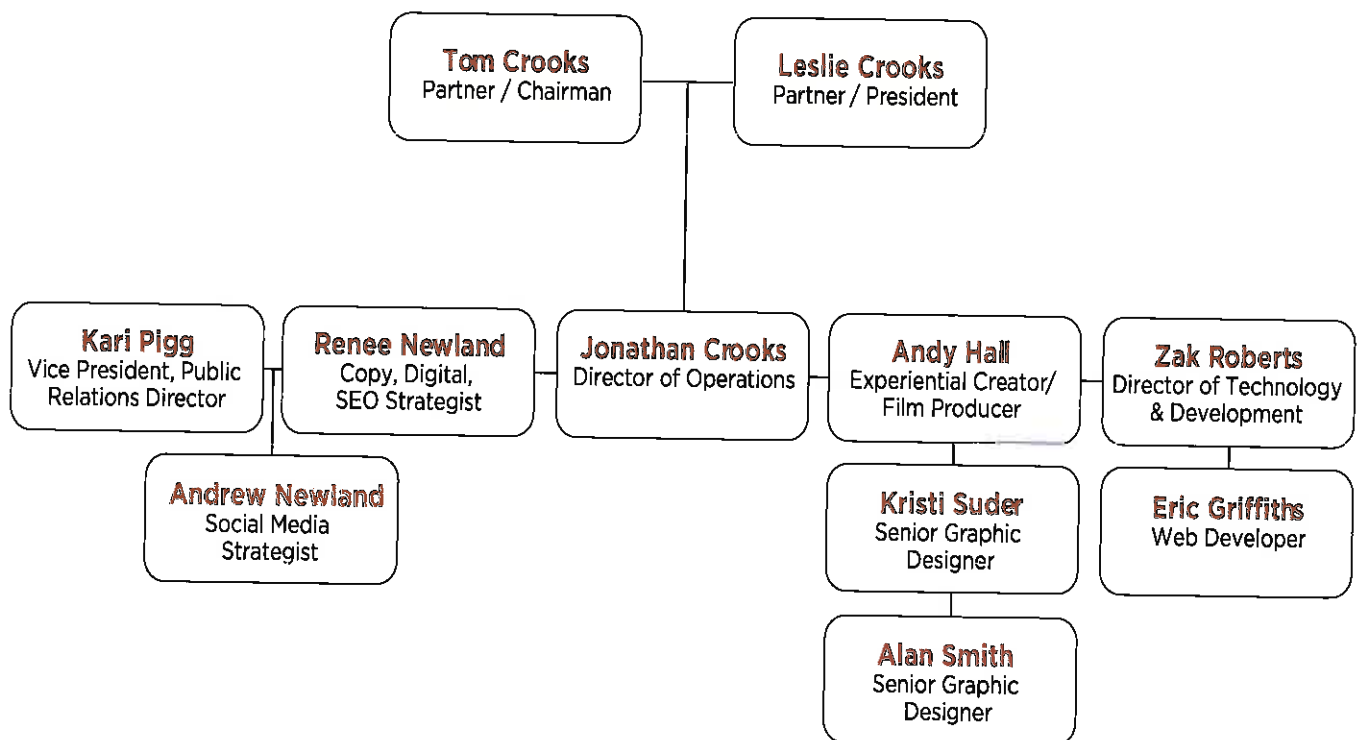 Tom Crooks
Partner / Chairman
Leslie Crooks
Partner / President
Kari Pigg
Vice President, Public
Relations Director
Renee Newland
Copy, Digital,
SEO Strategist
Jonathan Crooks
Director of Operations
Andy Hall
Experiential Creator/
Film Producer
Zak Roberts
Director of Technology
& Development
Andrew Newland
Social Media
Strategist
Kristi Suder
Senior Graphic
Designer
Eric Griffiths
Web Developer
Alan Smith
Senior Graphic
Designer